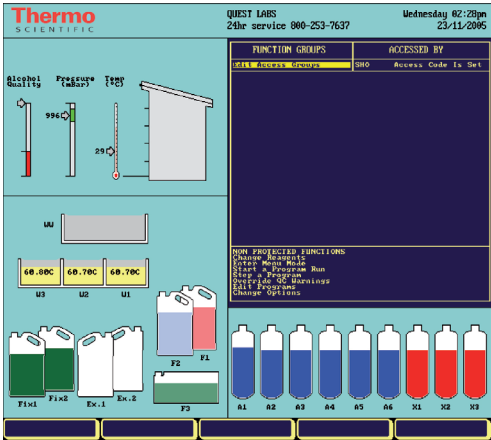 Thermo
SCIENTIFIC
QUEST LABS
24hr service 800-253-7637
Wednesday 02:28pm
23/11/2005
FUNCTION GROUPS ACCESSED BY
Edit Access Groups SHO Access Code Is Set
Alcohol
Quality
Pressure
(mBar)
Temp
(°C)
996
29
NON PROTECTED FUNCTIONS
Change Reagents
Enter Menu Mode
Start a Program Run
Step a Program
Override QC Warnings
Edit Programs
Change Options
WW
60.80C 60.70C 60.70C
W3 W2 W1
F2 F1
Fix1 Fix2 Ex.1 Ex.2
F3
A1 A2 A3 A4 A5 A6 X1 X2 X3